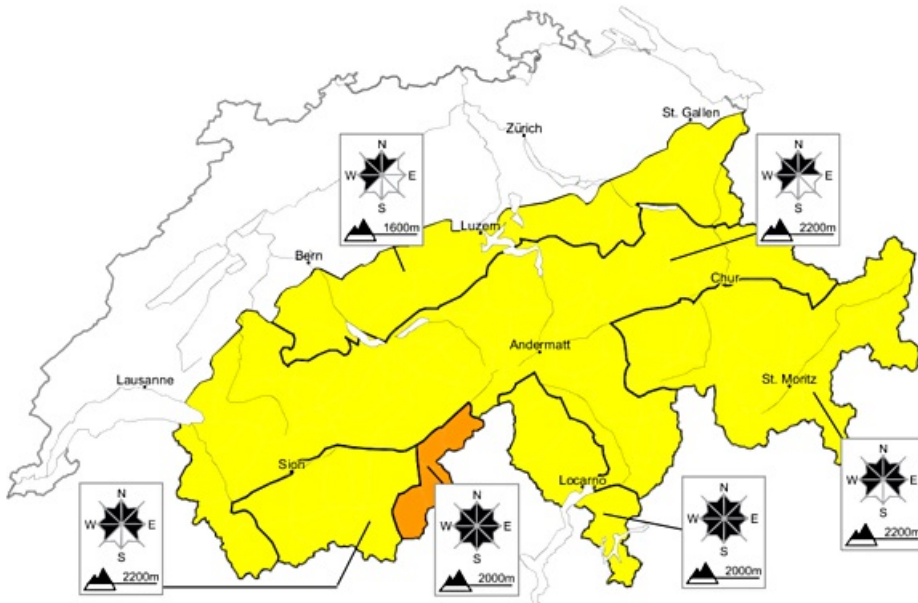 St. Gallen
Zürich
N
W E
S
1600m
N
W E
S
2200m
Luzern
Bern
Chur
Andermatt
Lausanne
St. Moritz
Sion
Locarno
N
W E
S
2200m
N
W E
S
2000m
N
W E
S
2000m
N
W E
S
2200m